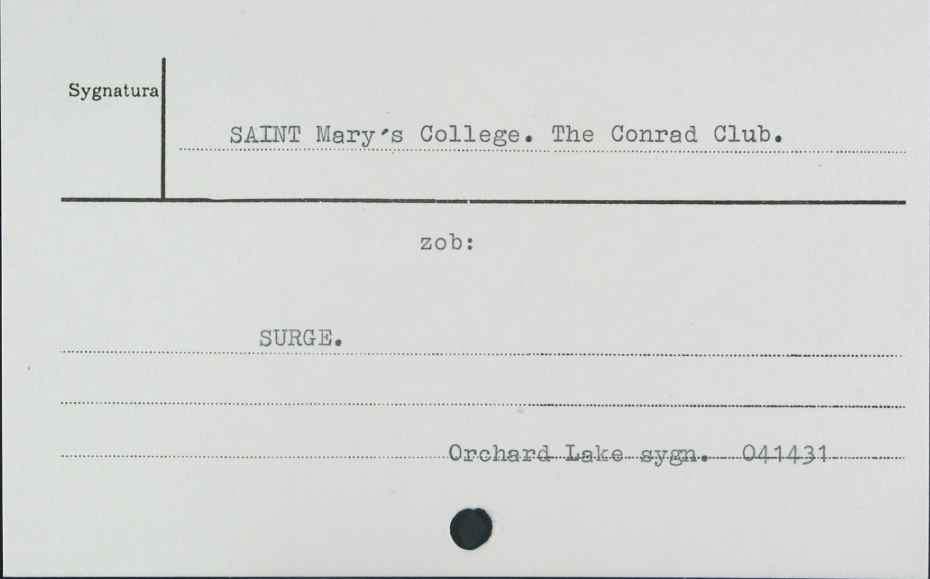 Sygnatura
SAINT Mary's College. The Conrad Club.
zob:
SURGE.
Orchard Lake sygn. 041431